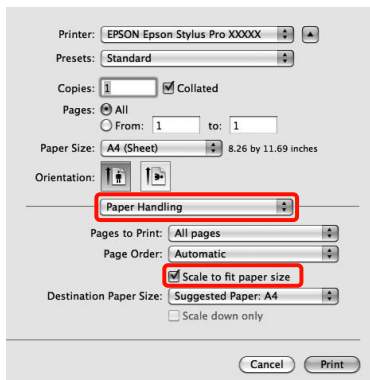 Printer: EPSON Epson Stylus Pro XXXXX
Presets: Standard
Copies: 1 Collated
Pages: All
From: 1 to: 1
Paper Size: A4 (Sheet) 8.26 by 11.69 inches
Orientation:
Paper Handling
Pages to Print: All pages
Page Order: Automatic
Scale to fit paper size
Destination Paper Size: Suggested Paper: A4
Scale down only
Cancel Print